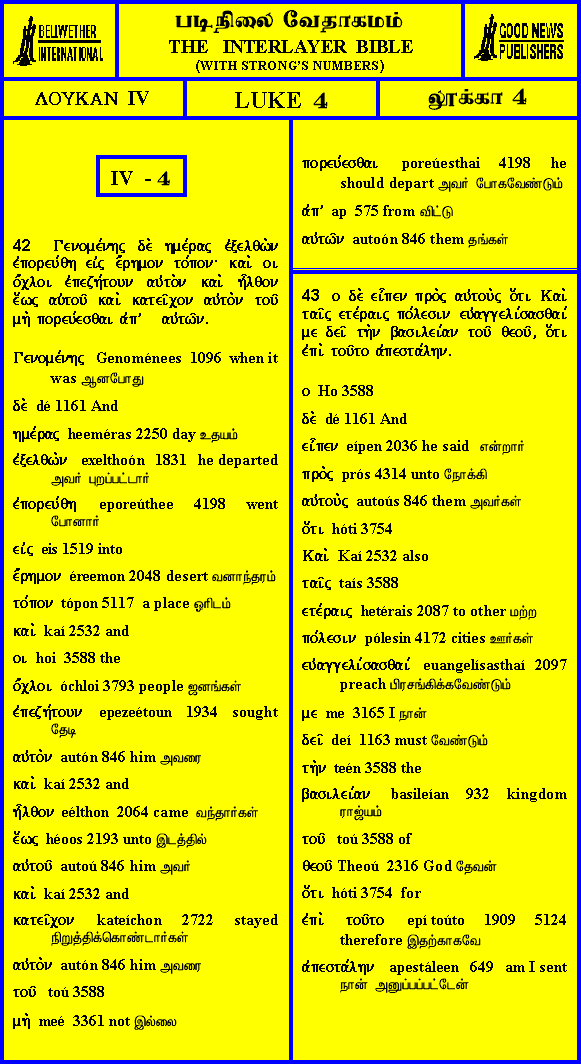 BELLWETHER
INTERNATIONAL
படிநிலை வேதாகமம்
THE INTERLAYER BIBLE
(WITH STRONG'S NUMBERS)
GOOD NEWS
PUBLISHERS
ΛΟΥΚΑΝ IV
LUKE 4
லூக்கா 4
IV - 4
42 Γενομένης δὲ ημέρας ἐξελθὼν
ἐπορεύθη εἰς ἔρημον τόπον· καὶ οι
ὄχλοι ἐπεζήτουν αὐτὸν καὶ ἦλθον
ἕως αὐτοῦ καὶ κατεῖχον αὐτὸν τοῦ
μὴ πορεύεσθαι ἀπ' αὐτῶν.
Γενομένης Genoménees 1096 when it
was ஆனபோது
δὲ dé 1161 And
ημέρας heeméras 2250 day உதயம்
ἐξελθὼν exelthoón 1831 he departed
அவர் புறப்பட்டார்
ἐπορεύθη eporeúthee 4198 went
போனார்
εἰς eis 1519 into
ἔρημον éreemon 2048 desert வனாந்தரம்
τόπον tópon 5117 a place ஓரிடம்
καὶ kaí 2532 and
οι hoi 3588 the
ὄχλοι óchloi 3793 people ஜனங்கள்
ἐπεζήτουν epezeétoun 1934 sought
தேடி
αὐτὸν autón 846 him அவரை
καὶ kaí 2532 and
ἦλθον eélthon 2064 came வந்தார்கள்
ἕως héoos 2193 unto இடத்தில்
αὐτοῦ autoú 846 him அவர்
καὶ kaí 2532 and
κατεῖχον kateíchon 2722 stayed
நிறுத்திக்கொண்டார்கள்
αὐτὸν autón 846 him அவரை
τοῦ toú 3588
μὴ meé 3361 not இல்லை
πορεύεσθαι poreúesthai 4198 he
should depart அவர் போகவேண்டும்
ἀπ' ap 575 from விட்டு
αὐτῶν autoón 846 them தங்கள்
43 ο δὲ εἶπεν πρὸς αὐτοὺς ὅτι Καὶ
ταῖς ετέραις πόλεσιν εὐαγγελίσασθαί
με δεῖ τὴν βασιλείαν τοῦ θεοῦ, ὅτι
ἐπὶ τοῦτο ἀπεστάλην.
ο Ho 3588
δὲ dé 1161 And
εἶπεν eípen 2036 he said என்றார்
πρὸς prós 4314 unto நோக்கி
αὐτοὺς autoús 846 them அவர்கள்
ὅτι hóti 3754
Καὶ Kaí 2532 also
ταῖς taís 3588
ετέραις hetérais 2087 to other மற்ற
πόλεσιν pólesin 4172 cities ஊர்கள்
εὐαγγελίσασθαί euangelísasthaí 2097
preach பிரசங்கிக்கவேண்டும்
με me 3165 I நான்
δεῖ deí 1163 must வேண்டும்
τὴν teén 3588 the
βασιλείαν basileían 932 kingdom
ராஜ்யம்
τοῦ toú 3588 of
θεοῦ Theoú 2316 God தேவன்
ὅτι hóti 3754 for
ἐπὶ τοῦτο epí toúto 1909 5124
therefore இதற்காகவே
ἀπεστάλην apestáleen 649 am I sent
நான் அனுப்பப்பட்டேன்